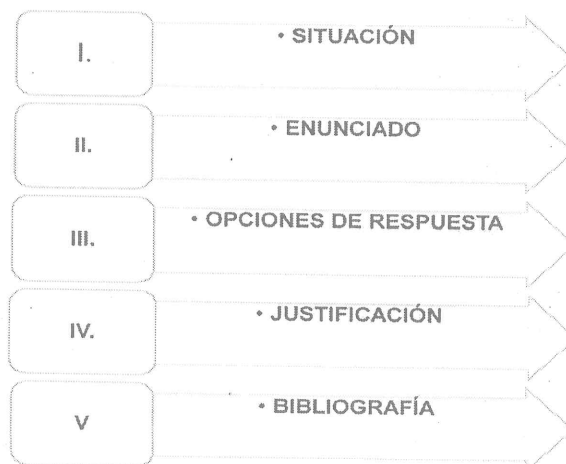 I.
• SITUACIÓN
II.
• ENUNCIADO
III.
• OPCIONES DE RESPUESTA
IV.
• JUSTIFICACIÓN
V
• BIBLIOGRAFÍA